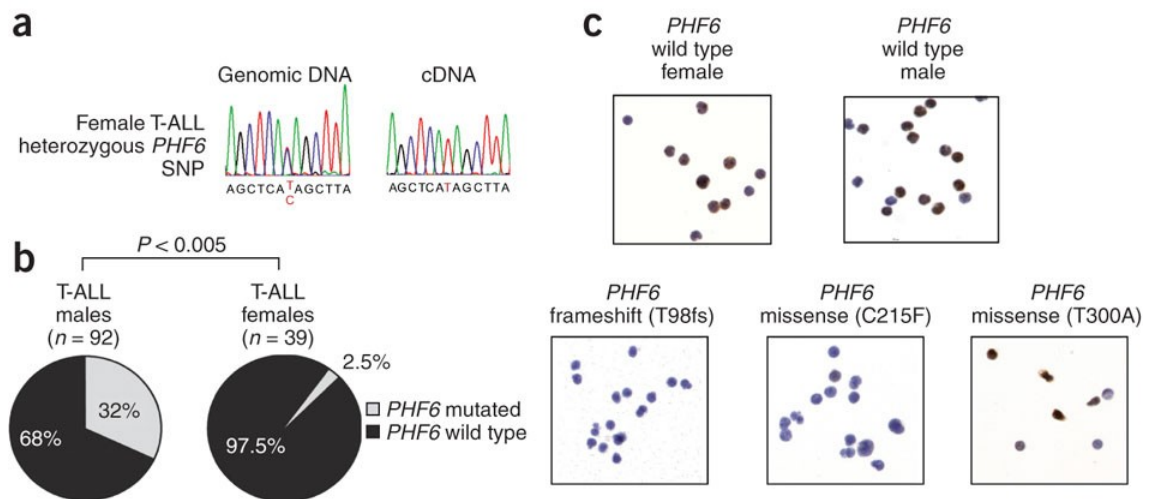 a
Genomic DNA
cDNA
Female T-ALL
heterozygous PHF6
SNP
AGCTCATAGCTTA
C
AGCTCATAGCTTA
b
P < 0.005
T-ALL
males
(n = 92)
T-ALL
females
(n = 39)
32%
68%
2.5%
97.5%
PHF6 mutated
PHF6 wild type
c
PHF6
wild type
female
PHF6
wild type
male
PHF6
frameshift (T98fs)
PHF6
missense (C215F)
PHF6
missense (T300A)